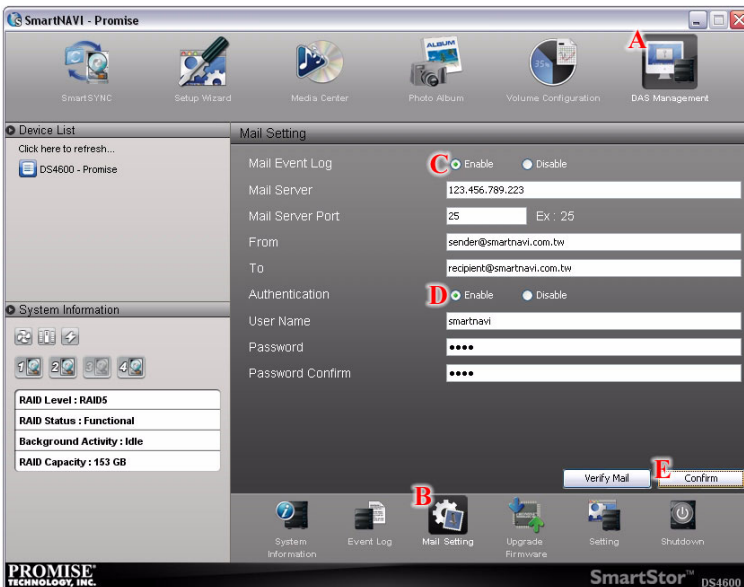 SmartNAVI - Promise
A
35%
ALBUM
SmartSYNC
Setup Wizard
Media Center
Photo Album
Volume Configuration
DAS Management
Device List
Click here to refresh...
DS4600 - Promise
System Information
1 2 3 4
RAID Level : RAID5
RAID Status : Functional
Background Activity : Idle
RAID Capacity : 153 GB
Mail Setting
Mail Event Log C Enable Disable
Mail Server 123.456.789.223
Mail Server Port 25 Ex : 25
From sender@smartnavi.com.tw
To recipient@smartnavi.com.tw
Authentication D Enable Disable
User Name smartnavi
Password ●●●●
Password Confirm ●●●●
Verify Mail E Confirm
B
System Information
Event Log
Mail Setting
Upgrade Firmware
Setting
Shutdown
PROMISE
TECHNOLOGY, INC.
SmartStor™ DS4600